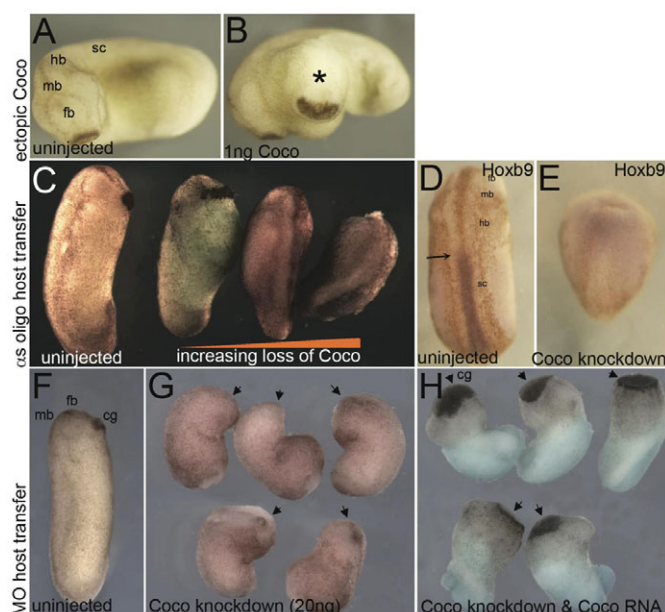 ectopic Coco
A
sc
hb
mb
fb
uninjected
B
*
1ng Coco
αs oligo host transfer
C
uninjected
increasing loss of Coco
D
Hoxb9
fb
mb
hb
sc
uninjected
E
Hoxb9
Coco knockdown
MO host transfer
F
fb
mb
cg
uninjected
G
Coco knockdown (20ng)
H
cg
Coco knockdown & Coco RNA